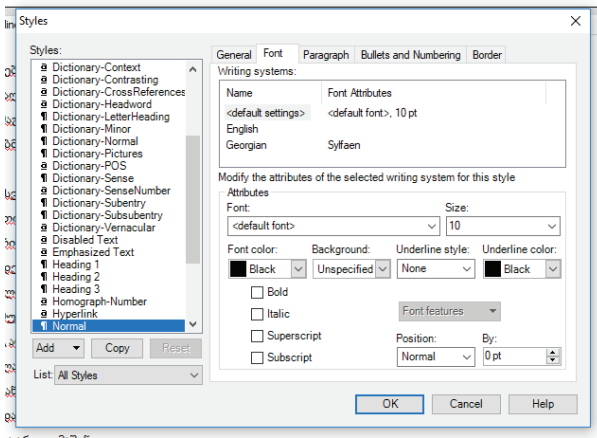 Styles
Styles:
Dictionary-Context
Dictionary-Contrasting
Dictionary-CrossReferences
Dictionary-Headword
Dictionary-LetterHeading
Dictionary-Minor
Dictionary-Normal
Dictionary-Pictures
Dictionary-POS
Dictionary-Sense
Dictionary-SenseNumber
Dictionary-Subentry
Dictionary-Subsubentry
Dictionary-Vernacular
Disabled Text
Emphasized Text
Heading 1
Heading 2
Heading 3
Homograph-Number
Hyperlink
Normal
Add Copy Reset
List: All Styles
General Font Paragraph Bullets and Numbering Border
Writing systems:
Name Font Attributes
<default settings> <default font>, 10 pt
English
Georgian Sylfaen
Modify the attributes of the selected writing system for this style
Attributes
Font: Size:
<default font> 10
Font color: Background: Underline style: Underline color:
Black Unspecified None Black
Bold
Italic Font features
Superscript Position: By:
Subscript Normal 0 pt
OK Cancel Help